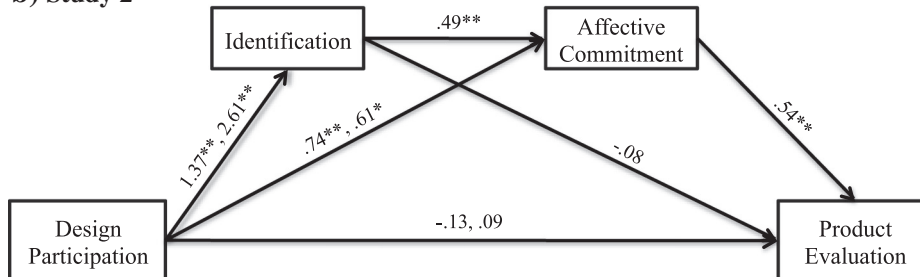 b) Study 2
Identification
.49**
Affective
Commitment
1.37** , 2.61**
.74** , .61*
-.08
.54**
Design
Participation
-.13, .09
Product
Evaluation